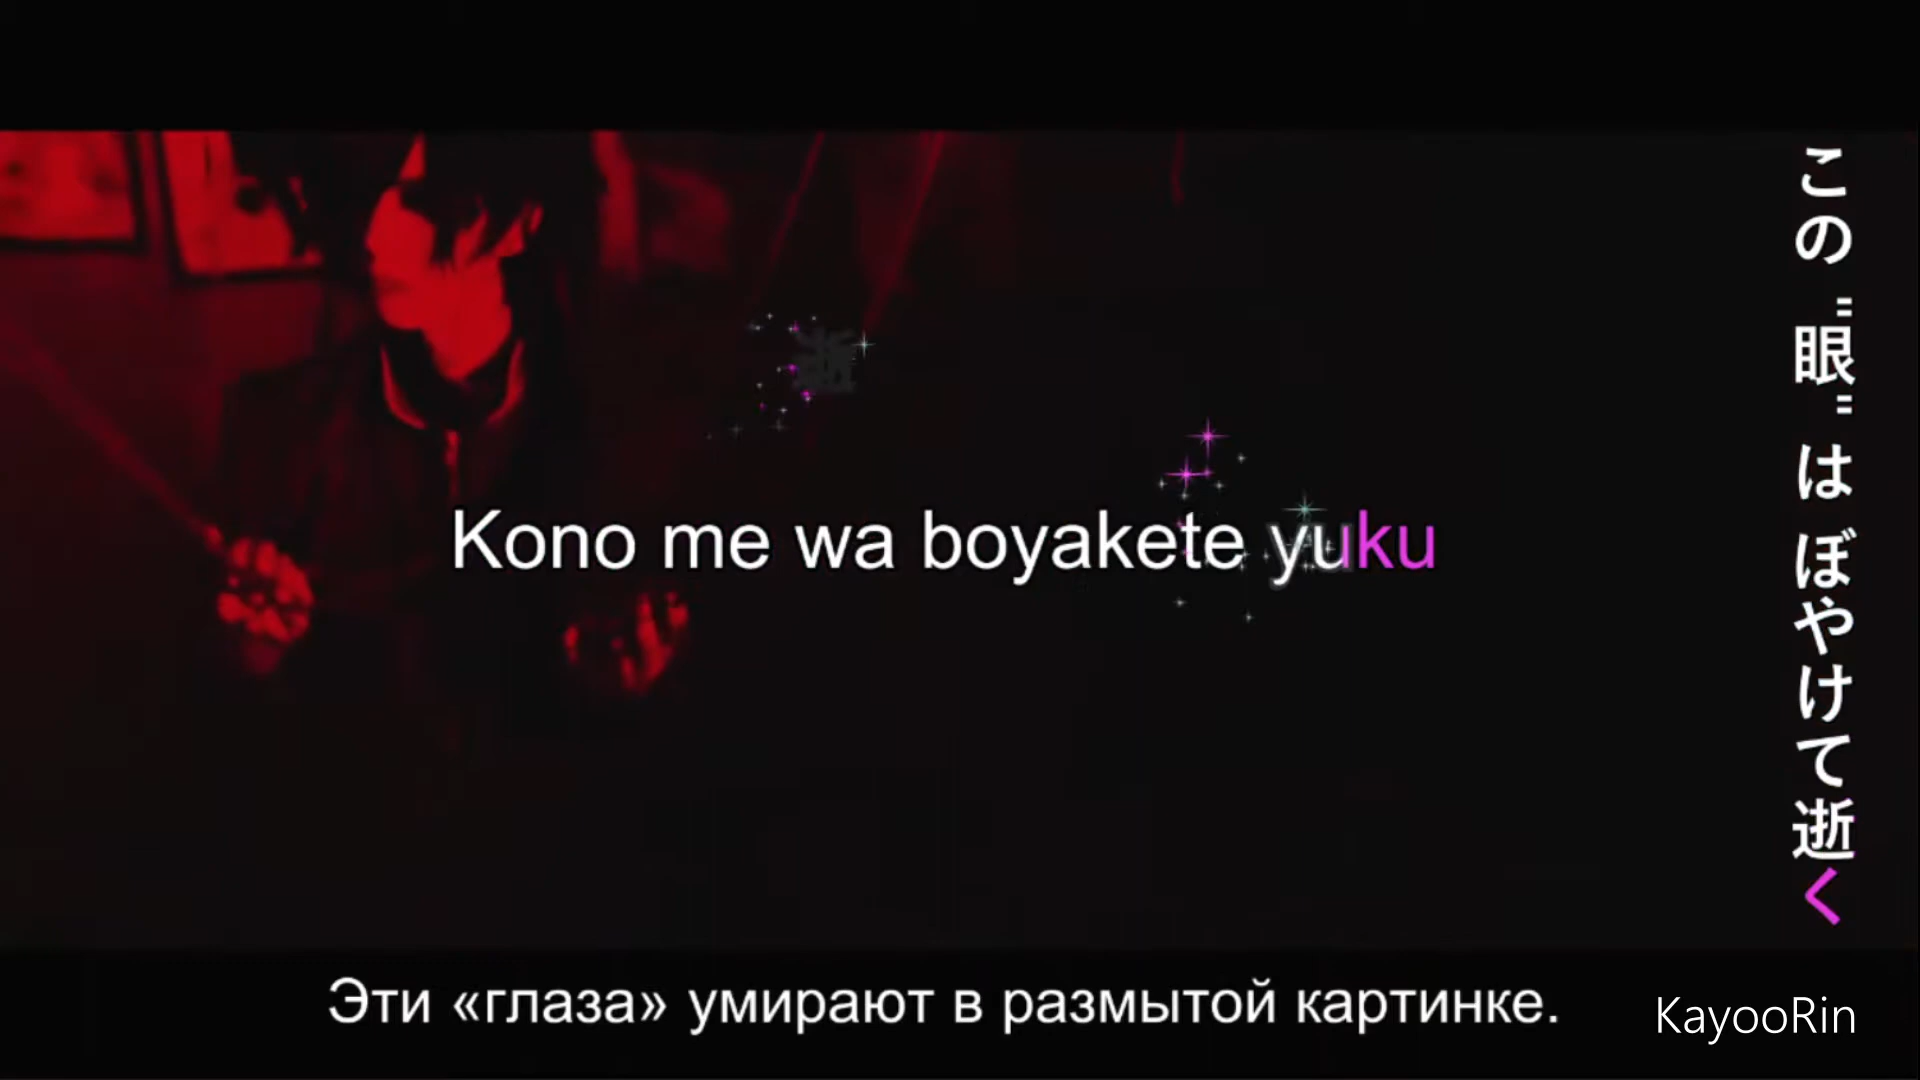 この"眼"はぼやけて逝く
Kono me wa boyakete yuku
Эти «глаза» умирают в размытой картинке.
KayooRin